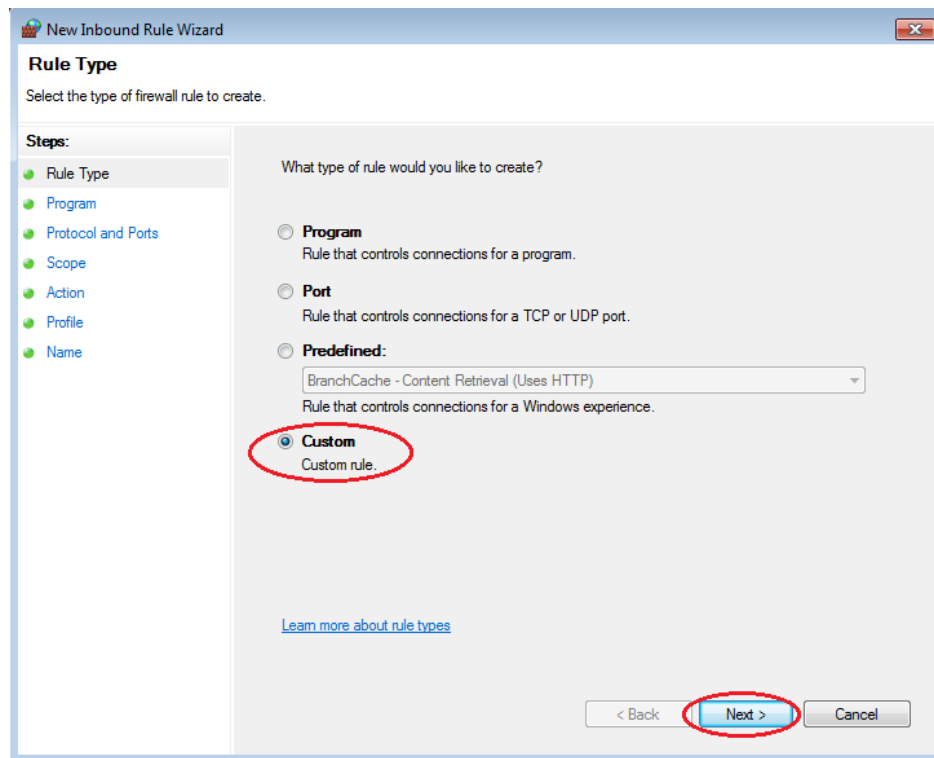 New Inbound Rule Wizard
Rule Type
Select the type of firewall rule to create.
Steps:
Rule Type
Program
Protocol and Ports
Scope
Action
Profile
Name
What type of rule would you like to create?
Program
Rule that controls connections for a program.
Port
Rule that controls connections for a TCP or UDP port.
Predefined:
BranchCache - Content Retrieval (Uses HTTP)
Rule that controls connections for a Windows experience.
Custom
Custom rule.
Learn more about rule types
< Back
Next >
Cancel